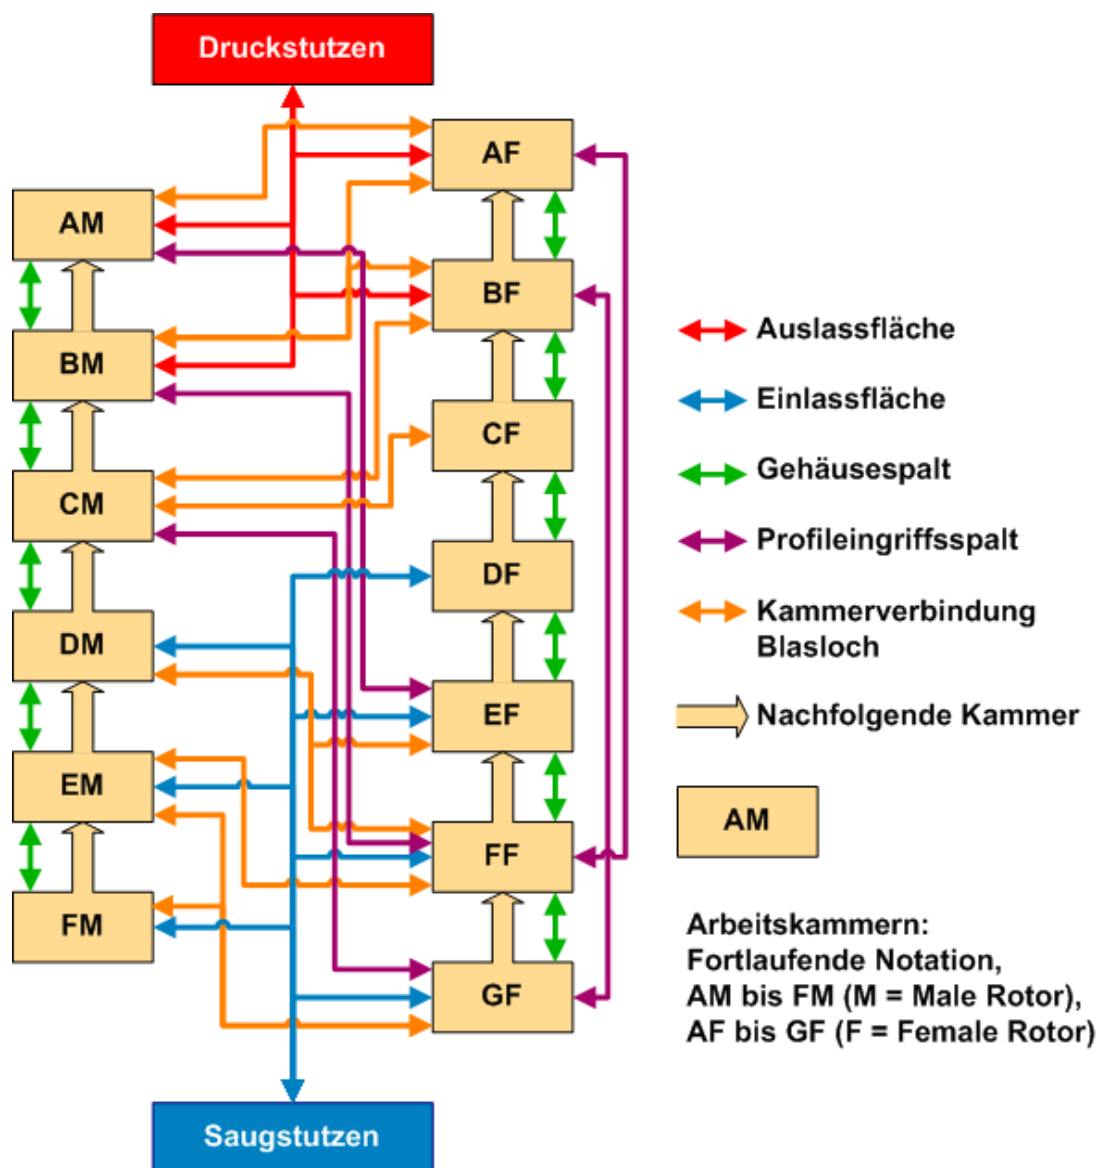 Druckstutzen
AF
AM
BF
BM
CF
CM
DF
DM
EF
EM
FF
FM
GF
Saugstutzen
Auslassfläche
Einlassfläche
Gehäusespalt
Profileingriffsspalt
Kammerverbindung
Blasloch
Nachfolgende Kammer
AM
Arbeitskammern:
Fortlaufende Notation,
AM bis FM (M = Male Rotor),
AF bis GF (F = Female Rotor)